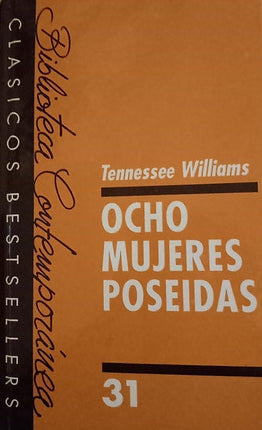 CLASICOS BESTSELLERS
Biblioteca Contemporánea
Tennessee Williams
OCHO
MUJERES
POSEIDAS
31